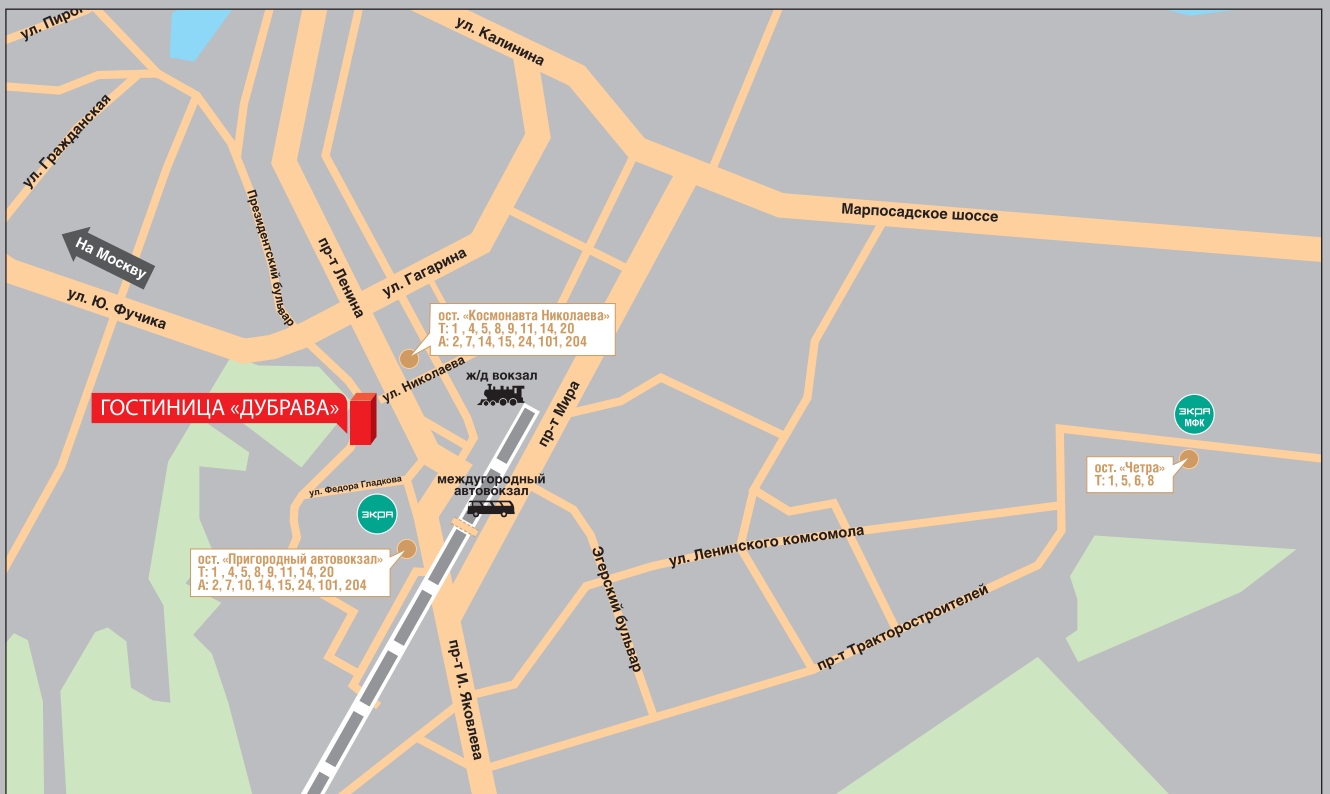 ул. Пирог
ул. Калинина
ул. Гражданская
Президентский бульвар
пр-т Ленина
Марпосадское шоссе
На Москву
ул. Гагарина
ул. Ю. Фучика
ост. «Космонавта Николаева»
Т: 1 , 4, 5, 8, 9, 11, 14, 20
А: 2, 7, 14, 15, 24, 101, 204
ул. Николаева
ж/д вокзал
пр-т Мира
ГОСТИНИЦА «ДУБРАВА»
ЭКРА
МФК
ост. «Четра»
Т: 1, 5, 6, 8
междугородный
автовокзал
ул. Федора Гладкова
ЭКРА
ост. «Пригородный автовокзал»
Т: 1 , 4, 5, 8, 9, 11, 14, 20
А: 2, 7, 10, 14, 15, 24, 101, 204
ул. Ленинского комсомола
Эгерский бульвар
пр-т Тракторостроителей
пр-т И. Яковлева